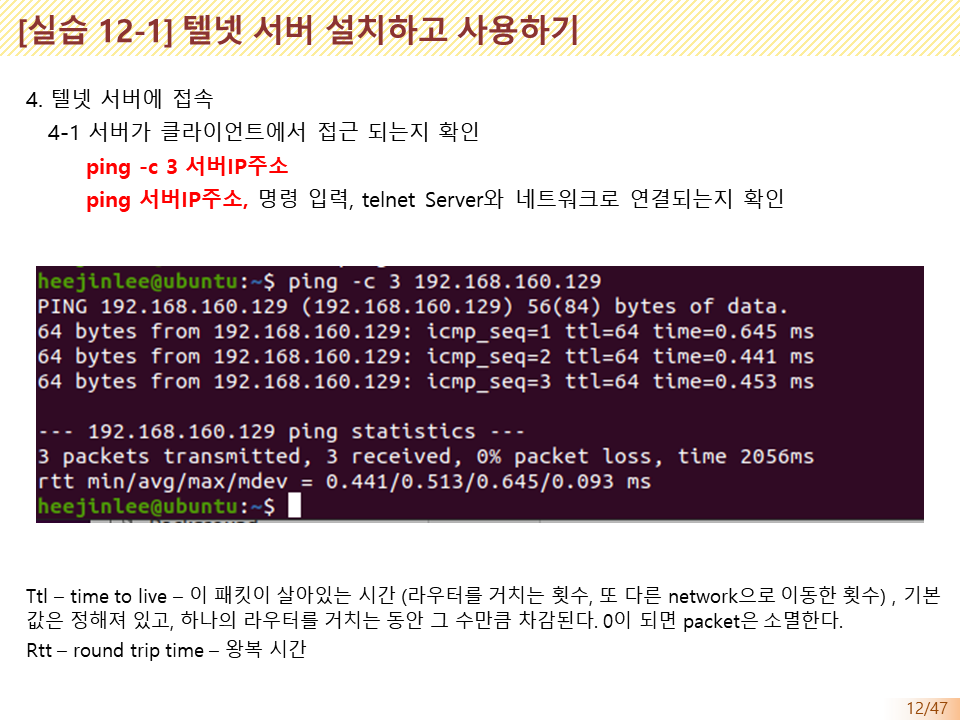 [실습 12-1] 텔넷 서버 설치하고 사용하기
4. 텔넷 서버에 접속
4-1 서버가 클라이언트에서 접근 되는지 확인
ping -c 3 서버IP주소
ping 서버IP주소, 명령 입력, telnet Server와 네트워크로 연결되는지 확인
heejinlee@ubuntu:~$ ping -c 3 192.168.160.129
PING 192.168.160.129 (192.168.160.129) 56(84) bytes of data.
64 bytes from 192.168.160.129: icmp_seq=1 ttl=64 time=0.645 ms
64 bytes from 192.168.160.129: icmp_seq=2 ttl=64 time=0.441 ms
64 bytes from 192.168.160.129: icmp_seq=3 ttl=64 time=0.453 ms
--- 192.168.160.129 ping statistics ---
3 packets transmitted, 3 received, 0% packet loss, time 2056ms
rtt min/avg/max/mdev = 0.441/0.513/0.645/0.093 ms
heejinlee@ubuntu:~$
Ttl – time to live – 이 패킷이 살아있는 시간 (라우터를 거치는 횟수, 또 다른 network으로 이동한 횟수) , 기본
값은 정해져 있고, 하나의 라우터를 거치는 동안 그 수만큼 차감된다. 0이 되면 packet은 소멸한다.
Rtt – round trip time – 왕복 시간
12/47